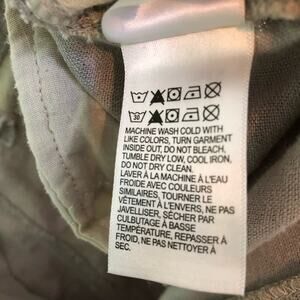 30
MACHINE WASH COLD WITH
LIKE COLORS, TURN GARMENT
INSIDE OUT, DO NOT BLEACH,
TUMBLE DRY LOW, COOL IRON,
DO NOT DRY CLEAN.
LAVER À LA MACHINE À L'EAU
FROIDE AVEC COULEURS
SIMILAIRES, TOURNER LE
VÊTEMENT À L'ENVERS, NE PAS
JAVELLISER, SÉCHER PAR
CULBUTAGE À BASSE
TEMPÉRATURE, REPASSER À
FROID, NE PAS NETTOYER À
SEC.